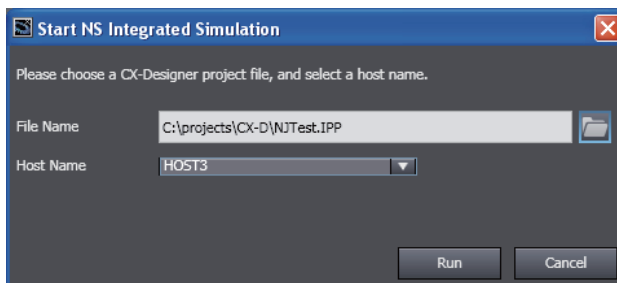 Start NS Integrated Simulation
Please choose a CX-Designer project file, and select a host name.
File Name
C:\projects\CX-D\NJTest.IPP
Host Name
HOST3
Run
Cancel